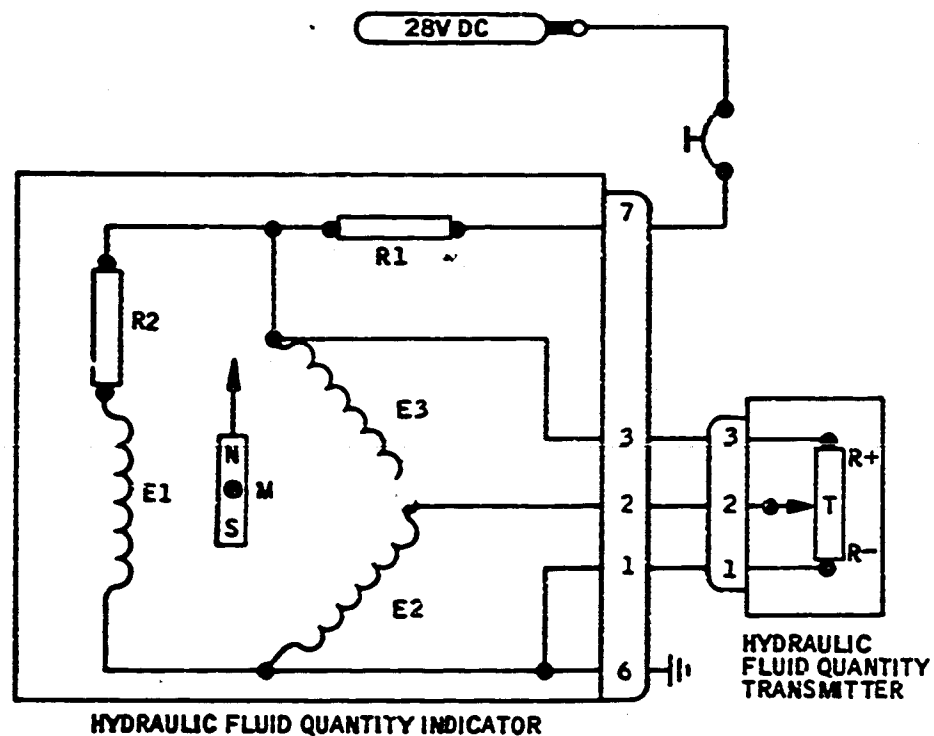 28V DC
7
R1
R2
E3
N
M
S
E1
E2
3
2
1
6
3
2
1
R+
T
R-
HYDRAULIC
FLUID QUANTITY
TRANSMITTER
HYDRAULIC FLUID QUANTITY INDICATOR